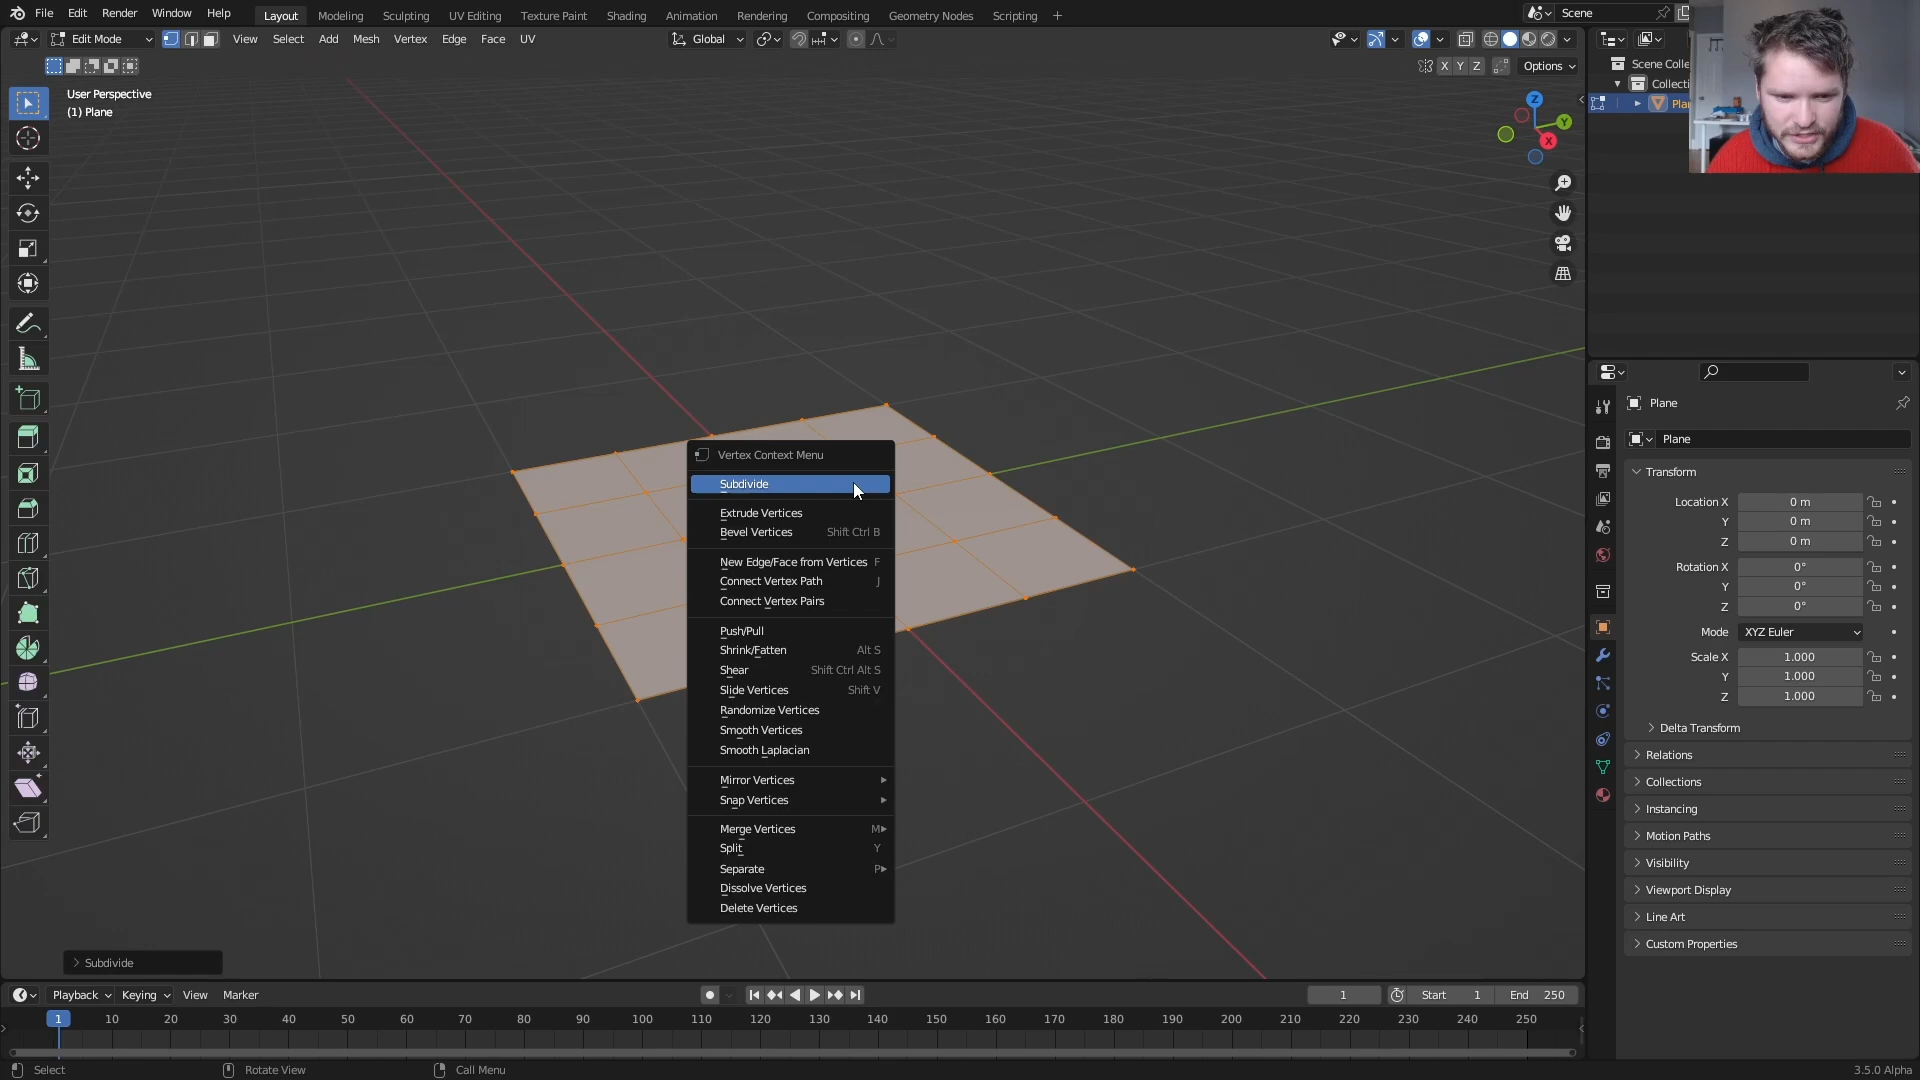 File Edit Render Window Help Layout Modeling Sculpting UV Editing Texture Paint Shading Animation Rendering Compositing Geometry Nodes Scripting + Scene
Edit Mode View Select Add Mesh Vertex Edge Face UV Global
X Y Z Options
User Perspective
(1) Plane
Scene Colle
Collecti
Plan
Z
Y
X
Vertex Context Menu
Subdivide
Extrude Vertices
Bevel Vertices Shift Ctrl B
New Edge/Face from Vertices F
Connect Vertex Path J
Connect Vertex Pairs
Push/Pull
Shrink/Fatten Alt S
Shear Shift Ctrl Alt S
Slide Vertices Shift V
Randomize Vertices
Smooth Vertices
Smooth Laplacian
Mirror Vertices
Snap Vertices
Merge Vertices M
Split Y
Separate P
Dissolve Vertices
Delete Vertices
Plane
Plane
Transform
Location X 0 m
Y 0 m
Z 0 m
Rotation X 0°
Y 0°
Z 0°
Mode XYZ Euler
Scale X 1.000
Y 1.000
Z 1.000
Delta Transform
Relations
Collections
Instancing
Motion Paths
Visibility
Viewport Display
Line Art
Custom Properties
Subdivide
Playback Keying View Marker 1 Start 1 End 250
1 10 20 30 40 50 60 70 80 90 100 110 120 130 140 150 160 170 180 190 200 210 220 230 240 250
Select Rotate View Call Menu 3.5.0 Alpha